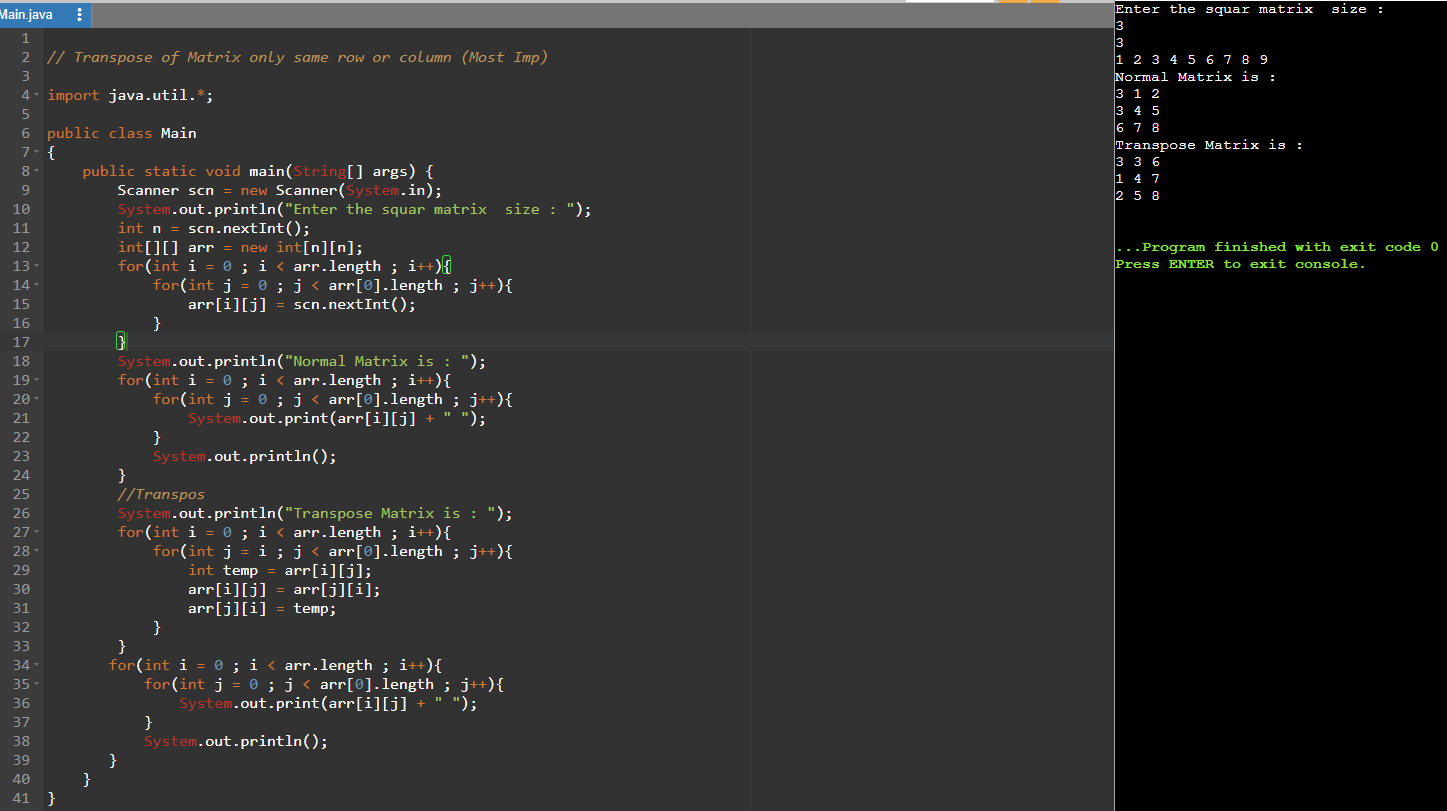 Main.java
1
2 // Transpose of Matrix only same row or column (Most Imp)
3
4 import java.util.*;
5
6 public class Main
7 {
8     public static void main(String[] args) {
9         Scanner scn = new Scanner(System.in);
10         System.out.println("Enter the squar matrix  size : ");
11         int n = scn.nextInt();
12         int[][] arr = new int[n][n];
13         for(int i = 0 ; i < arr.length ; i++){
14             for(int j = 0 ; j < arr[0].length ; j++){
15                 arr[i][j] = scn.nextInt();
16             }
17         }
18         System.out.println("Normal Matrix is : ");
19         for(int i = 0 ; i < arr.length ; i++){
20             for(int j = 0 ; j < arr[0].length ; j++){
21                 System.out.print(arr[i][j] + " ");
22             }
23             System.out.println();
24         }
25         //Transpos
26         System.out.println("Transpose Matrix is : ");
27         for(int i = 0 ; i < arr.length ; i++){
28             for(int j = i ; j < arr[0].length ; j++){
29                 int temp = arr[i][j];
30                 arr[i][j] = arr[j][i];
31                 arr[j][i] = temp;
32             }
33         }
34        for(int i = 0 ; i < arr.length ; i++){
35            for(int j = 0 ; j < arr[0].length ; j++){
36                System.out.print(arr[i][j] + " ");
37            }
38            System.out.println();
39        }
40     }
41 }
Enter the squar matrix  size :
3
3
1 2 3 4 5 6 7 8 9
Normal Matrix is :
3 1 2
3 4 5
6 7 8
Transpose Matrix is :
3 3 6
1 4 7
2 5 8
...Program finished with exit code 0
Press ENTER to exit console.